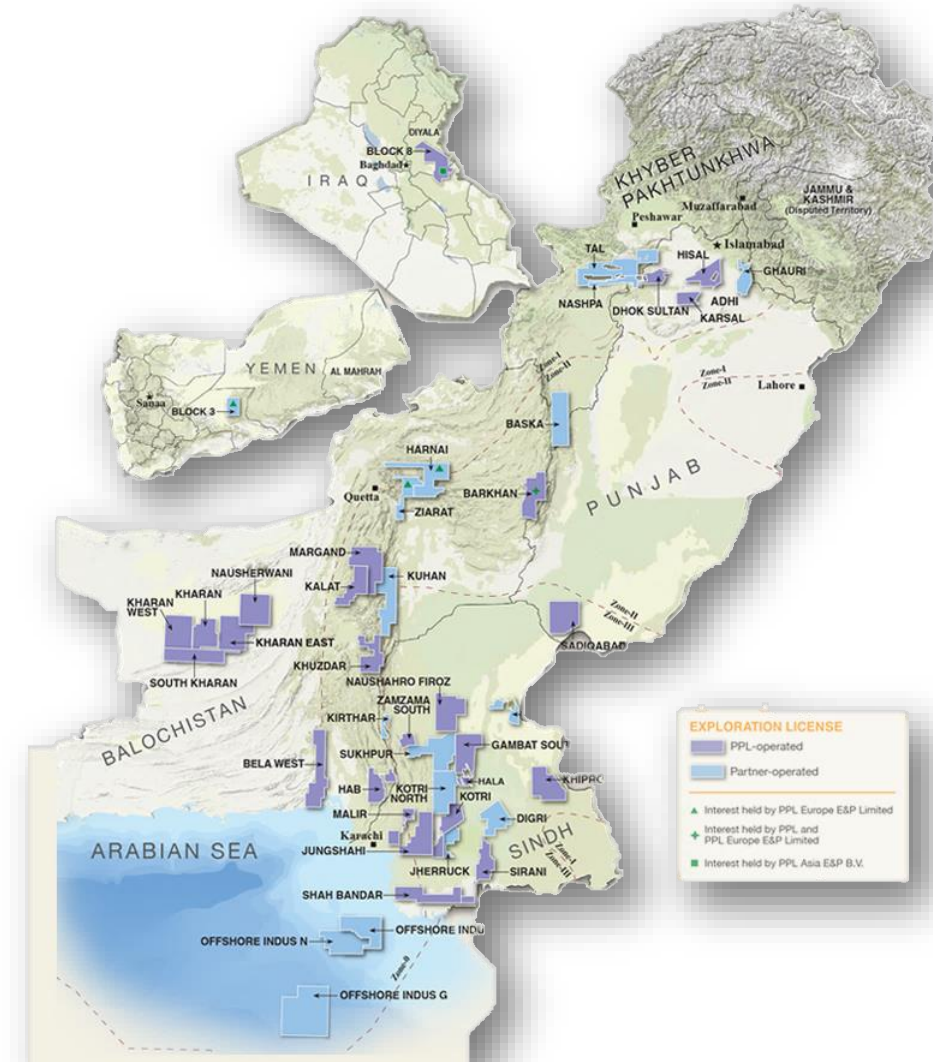 DIYALA
BLOCK 8
Baghdad
IRAQ
KHYBER
PAKHTUNKHWA
Muzaffarabad
JAMMU &
KASHMIR
(Disputed Territory)
Peshawar
Islamabad
TAL
HISAL
GHAURI
NASHPA
DHOK SULTAN
ADHI
KARSAL
YEMEN
AL MAHRAH
Sanaa
BLOCK 3
Zone-I
Zone-II
Zone-I
Zone-II
Lahore
BASKA
HARNAI
Quetta
BARKHAN
ZIARAT
PUNJAB
MARGAND
NAUSHERWANI
KALAT
KUHAN
KHARAN
WEST
KHARAN
KHARAN EAST
Zone-II
Zone-III
SADIQABAD
KHUZDAR
SOUTH KHARAN
NAUSHAHRO FIROZ
ZAMZAMA
SOUTH
BALOCHISTAN
KIRTHAR
SUKHPUR
GAMBAT SOUT
BELA WEST
HAB
KOTRI
NORTH
HALA
KOTRI
KHIPRO
MALIR
DIGRI
Karachi
SINDH
ARABIAN SEA
JUNGSHAHI
JHERRUCK
SIRANI
Zone-I
Zone-III
SHAH BANDAR
OFFSHORE INDU
OFFSHORE INDUS N
Zone-0
OFFSHORE INDUS G
EXPLORATION LICENSE
PPL-operated
Partner-operated
Interest held by PPL Europe E&P Limited
Interest held by PPL and
PPL Europe E&P Limited
Interest held by PPL Asia E&P B.V.